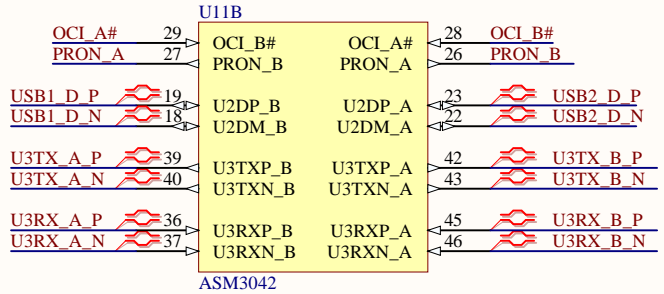 U11B
OCI_A# 29 OCI_B# OCI_A# 28 OCI_B#
PRON_A 27 PRON_B PRON_A 26 PRON_B
USB1_D_P 19 U2DP_B U2DP_A 23 USB2_D_P
USB1_D_N 18 U2DM_B U2DM_A 22 USB2_D_N
U3TX_A_P 39 U3TXP_B U3TXP_A 42 U3TX_B_P
U3TX_A_N 40 U3TXN_B U3TXN_A 43 U3TX_B_N
U3RX_A_P 36 U3RXP_B U3RXP_A 45 U3RX_B_P
U3RX_A_N 37 U3RXN_B U3RXN_A 46 U3RX_B_N
ASM3042